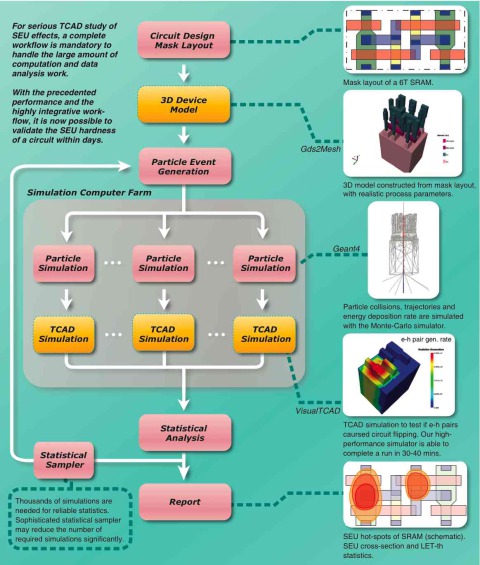 For serious TCAD study of
SEU effects, a complete
workflow is mandatory to
handle the large amount of
computation and data
analysis work.
With the precedented
performance and the
highly integrative work-
flow, it is now possible to
validate the SEU hardness
of a circuit within days.
Circuit Design
Mask Layout
Mask layout of a 6T SRAM.
3D Device
Model
Gds2Mesh
3D model constructed from mask layout,
with realistic process parameters.
Particle Event
Generation
Simulation Computer Farm
Particle
Simulation
...
Particle
Simulation
...
Particle
Simulation
Geant4
Particle collisions, trajectories and
energy deposition rate are simulated
with the Monte-Carlo simulator.
TCAD
Simulation
...
TCAD
Simulation
...
TCAD
Simulation
e-h pair gen. rate
VisualTCAD
TCAD simulation to test if e-h pairs
caursed circuit flipping. Our high-
performance simulator is able to
complete a run in 30-40 mins.
Statistical
Analysis
Statistical
Sampler
Report
Thousands of simulations are
needed for reliable statistics.
Sophisticated statistical sampler
may reduce the number of
required simulations significantly.
SEU hot-spots of SRAM (schematic).
SEU cross-section and LET-th
statistics.